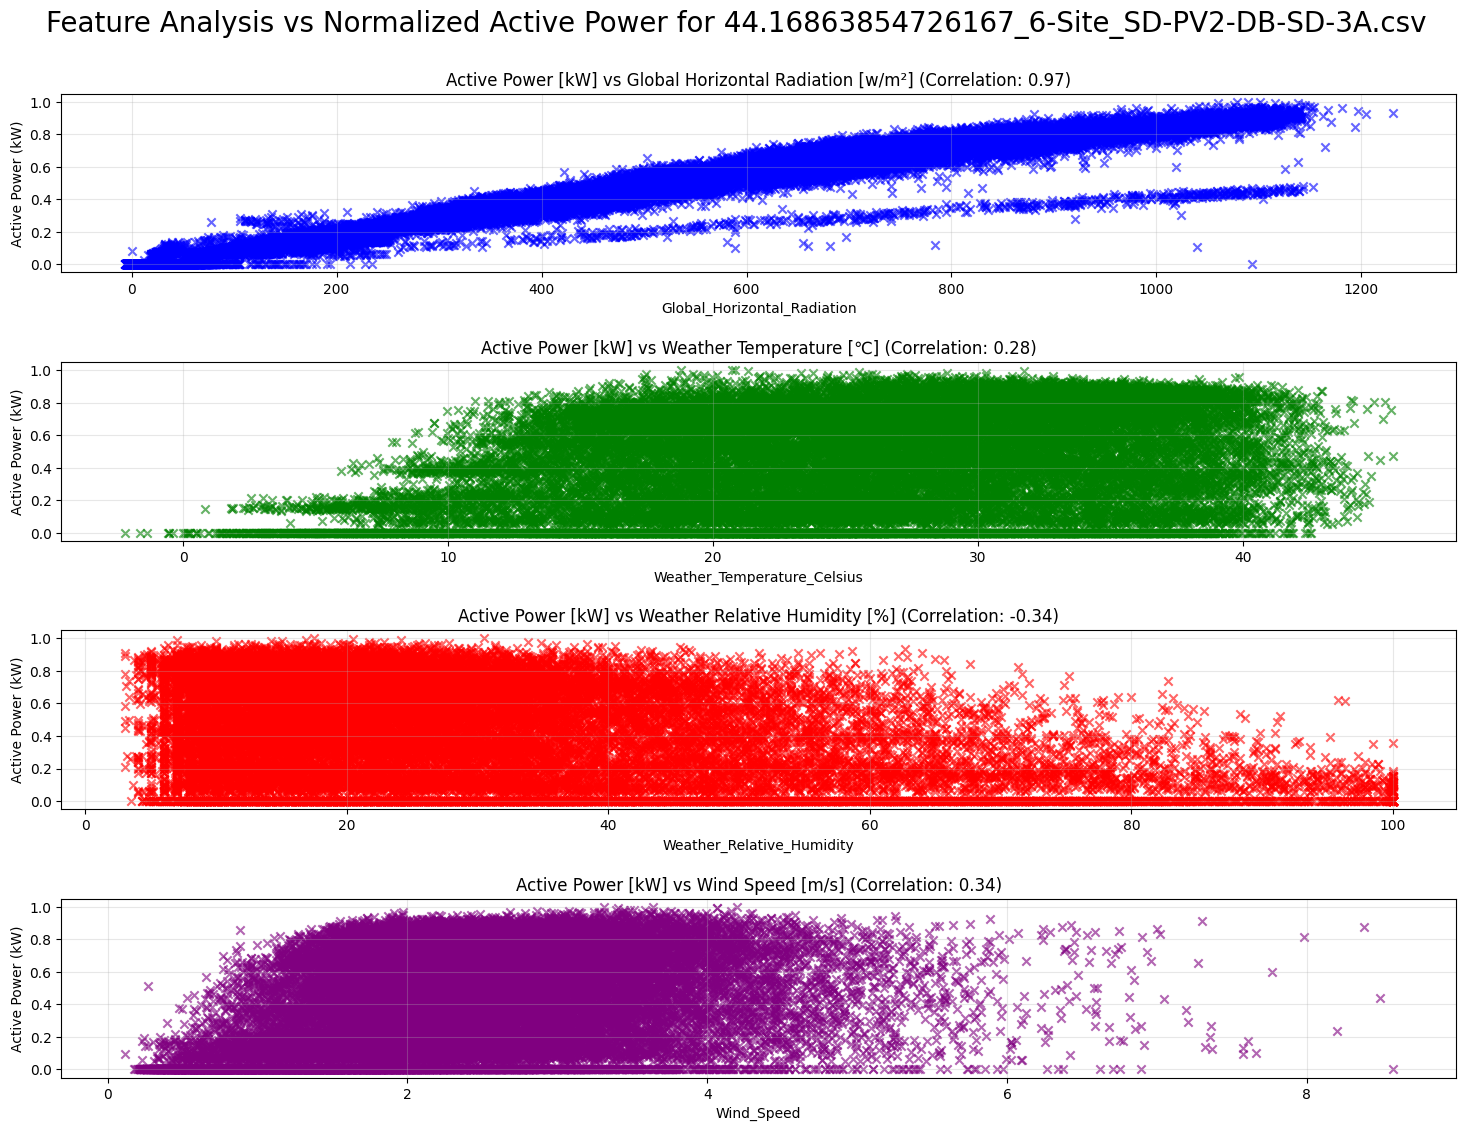 Feature Analysis vs Normalized Active Power for 44.16863854726167_6-Site_SD-PV2-DB-SD-3A.csv
Active Power [kW] vs Global Horizontal Radiation [w/m²] (Correlation: 0.97)
Active Power (kW)
1.0
0.8
0.6
0.4
0.2
0.0
0 200 400 600 800 1000 1200
Global_Horizontal_Radiation
Active Power [kW] vs Weather Temperature [℃] (Correlation: 0.28)
Active Power (kW)
1.0
0.8
0.6
0.4
0.2
0.0
0 10 20 30 40
Weather_Temperature_Celsius
Active Power [kW] vs Weather Relative Humidity [%] (Correlation: -0.34)
Active Power (kW)
1.0
0.8
0.6
0.4
0.2
0.0
0 20 40 60 80 100
Weather_Relative_Humidity
Active Power [kW] vs Wind Speed [m/s] (Correlation: 0.34)
Active Power (kW)
1.0
0.8
0.6
0.4
0.2
0.0
0 2 4 6 8
Wind_Speed